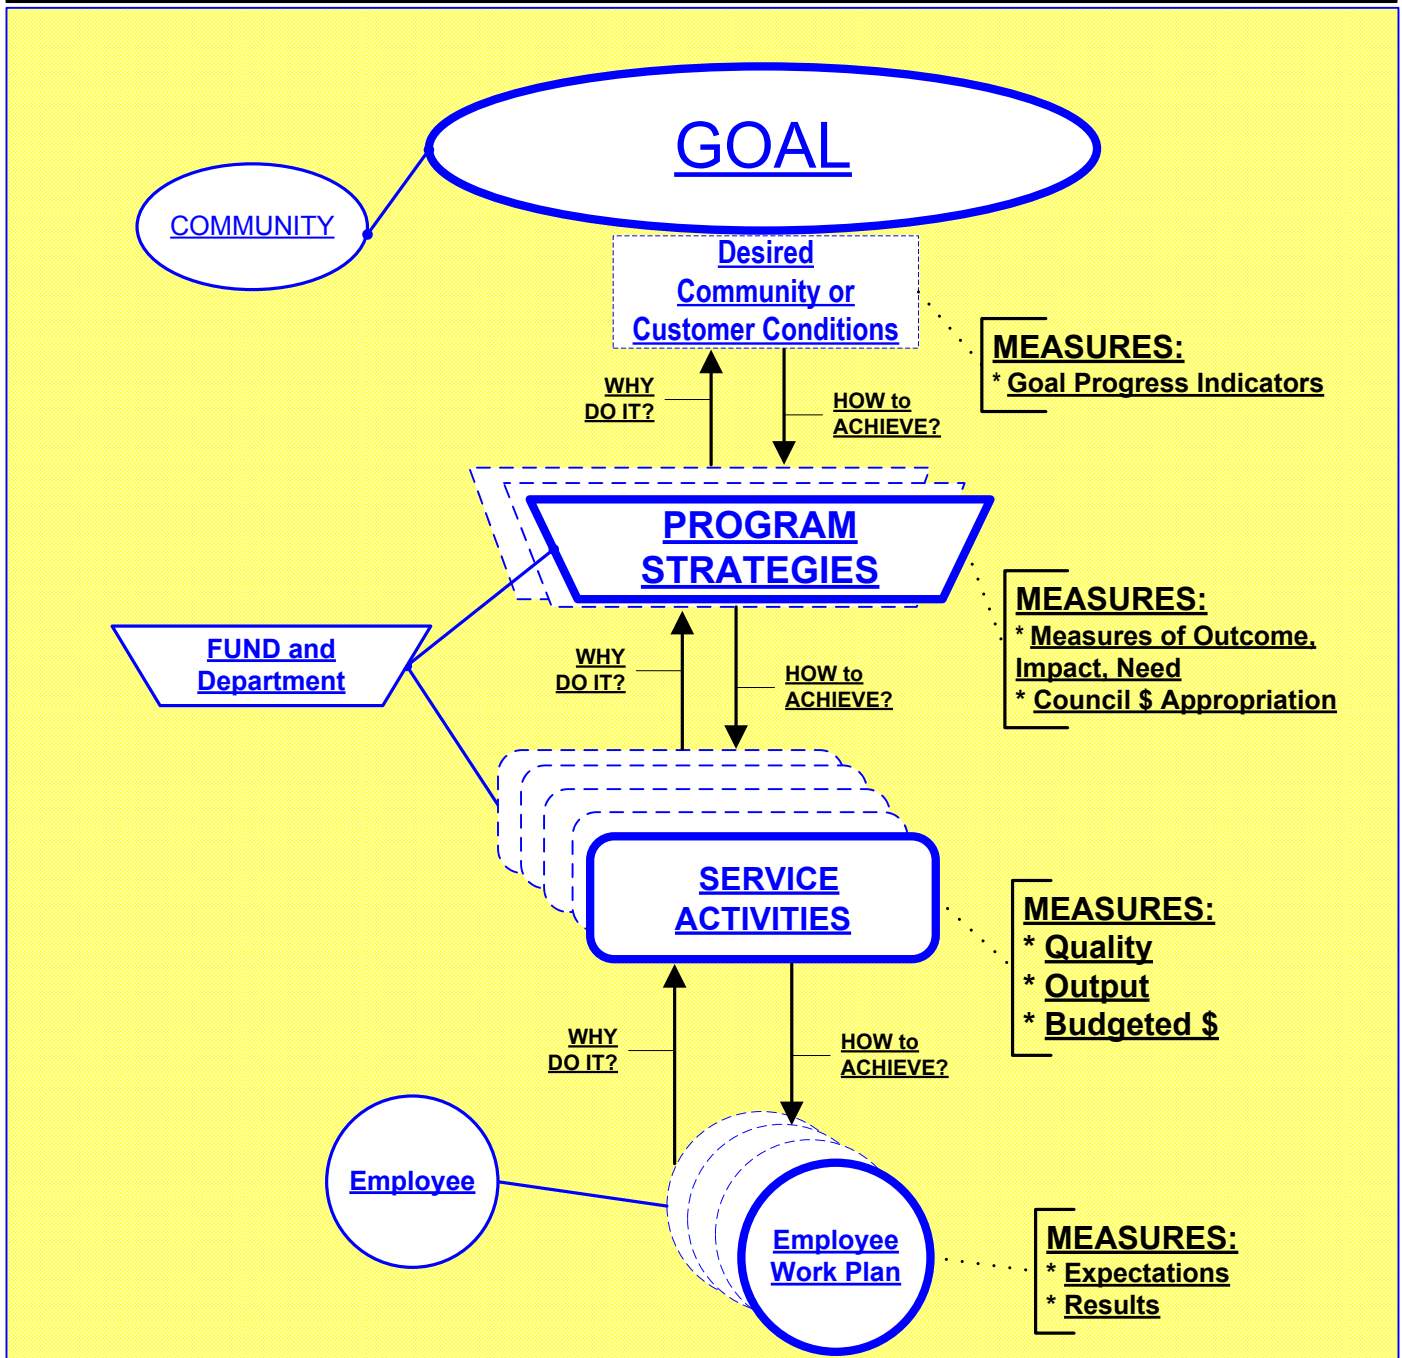 GOAL
COMMUNITY
Desired
Community or
Customer Conditions
MEASURES:
* Goal Progress Indicators
WHY
DO IT?
HOW to
ACHIEVE?
PROGRAM
STRATEGIES
MEASURES:
* Measures of Outcome,
Impact, Need
* Council $ Appropriation
FUND and
Department
WHY
DO IT?
HOW to
ACHIEVE?
SERVICE
ACTIVITIES
MEASURES:
* Quality
* Output
* Budgeted $
WHY
DO IT?
HOW to
ACHIEVE?
Employee
Employee
Work Plan
MEASURES:
* Expectations
* Results